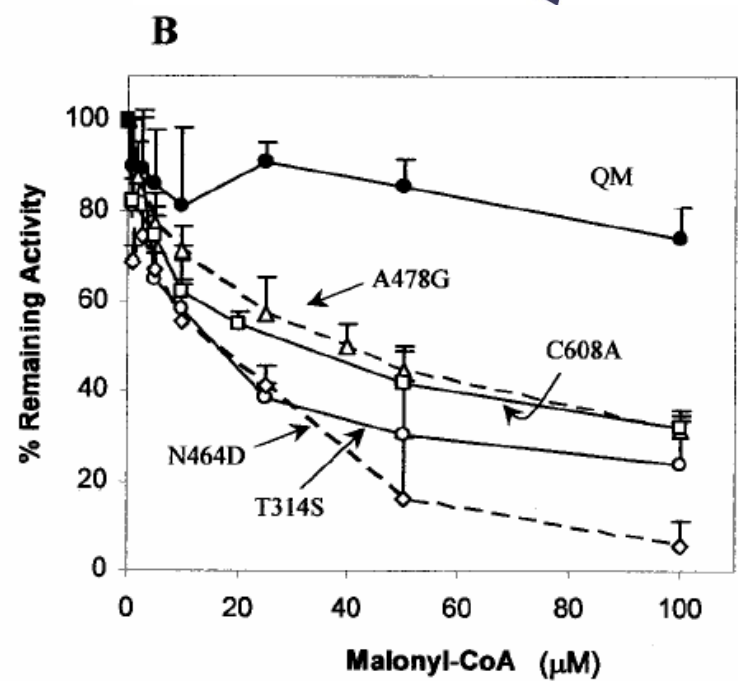 B
100
80
60
40
20
0
% Remaining Activity
QM
A478G
C608A
N464D
T314S
0 20 40 60 80 100
Malonyl-CoA (μM)